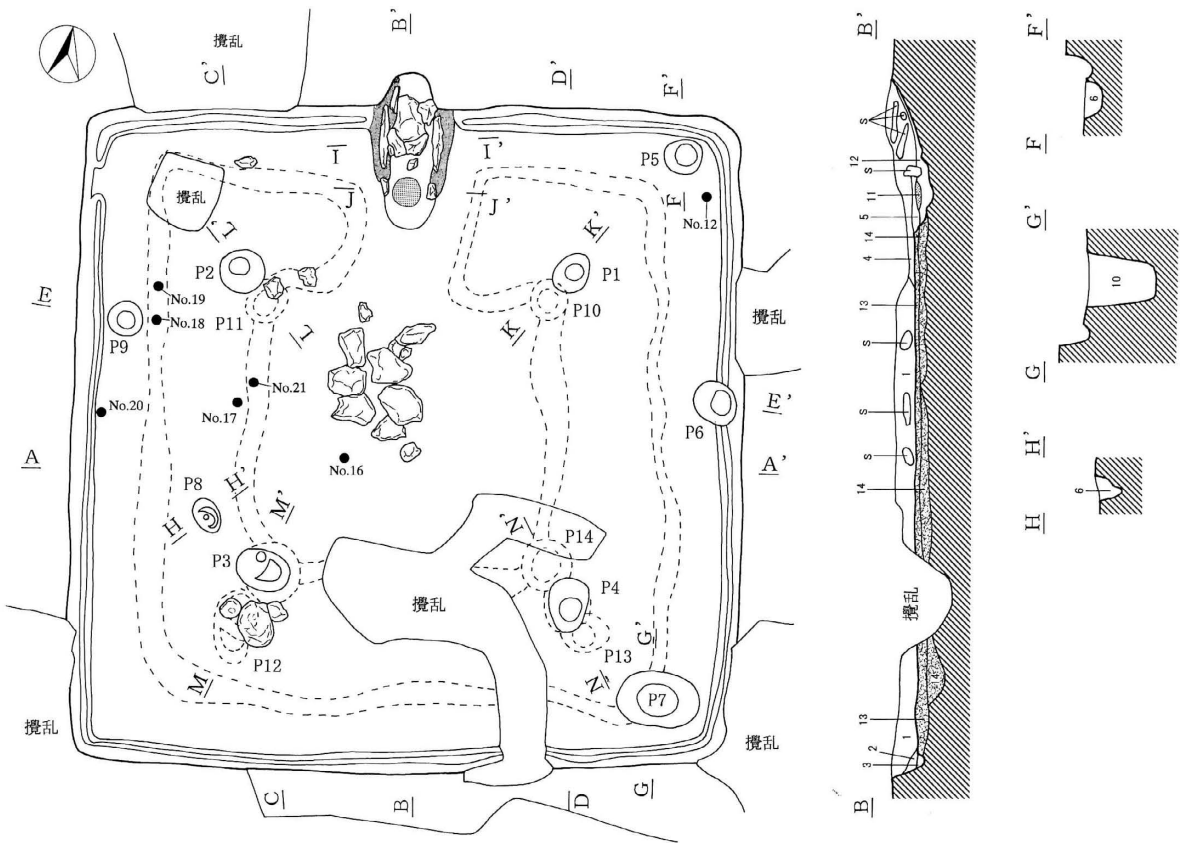 攪乱
B'
C'
D'
F'
I
I'
P5
J
J'
F
攪乱
No.12
L'
K'
P2
P1
E
No.19
P10
No.18
P11
L
K
攪乱
P9
No.21
No.20
No.17
E'
P6
A
No.16
A'
H'
M'
P8
H
N'
P14
P3
P4
攪乱
P12
P13
G'
M
N
P7
攪乱
攪乱
C
B
D
G
B'
S
12
S
11
5
14
4
13
S
1
S
S
14
攪乱
14
13
1
2
3
B
F'
6
F
G'
10
G
H'
6
H